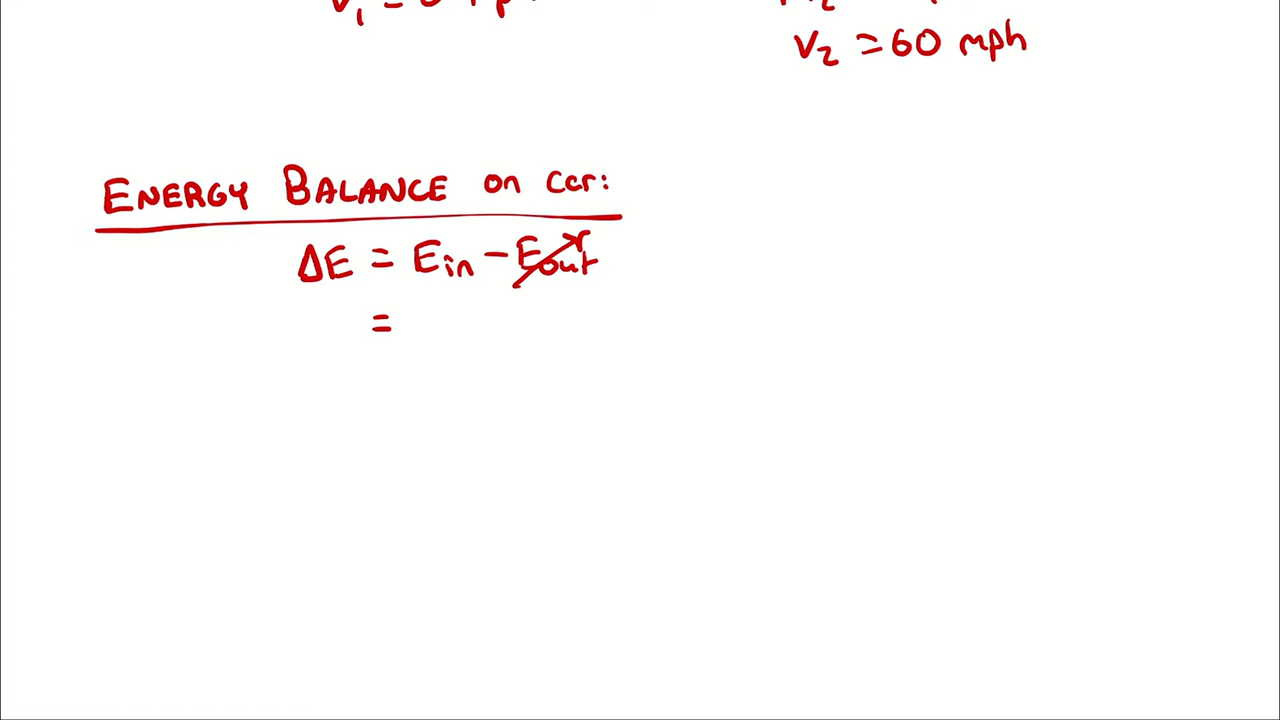 V₂ = 60 mph
ENERGY BALANCE on car:
ΔE = Ein - Eout
=